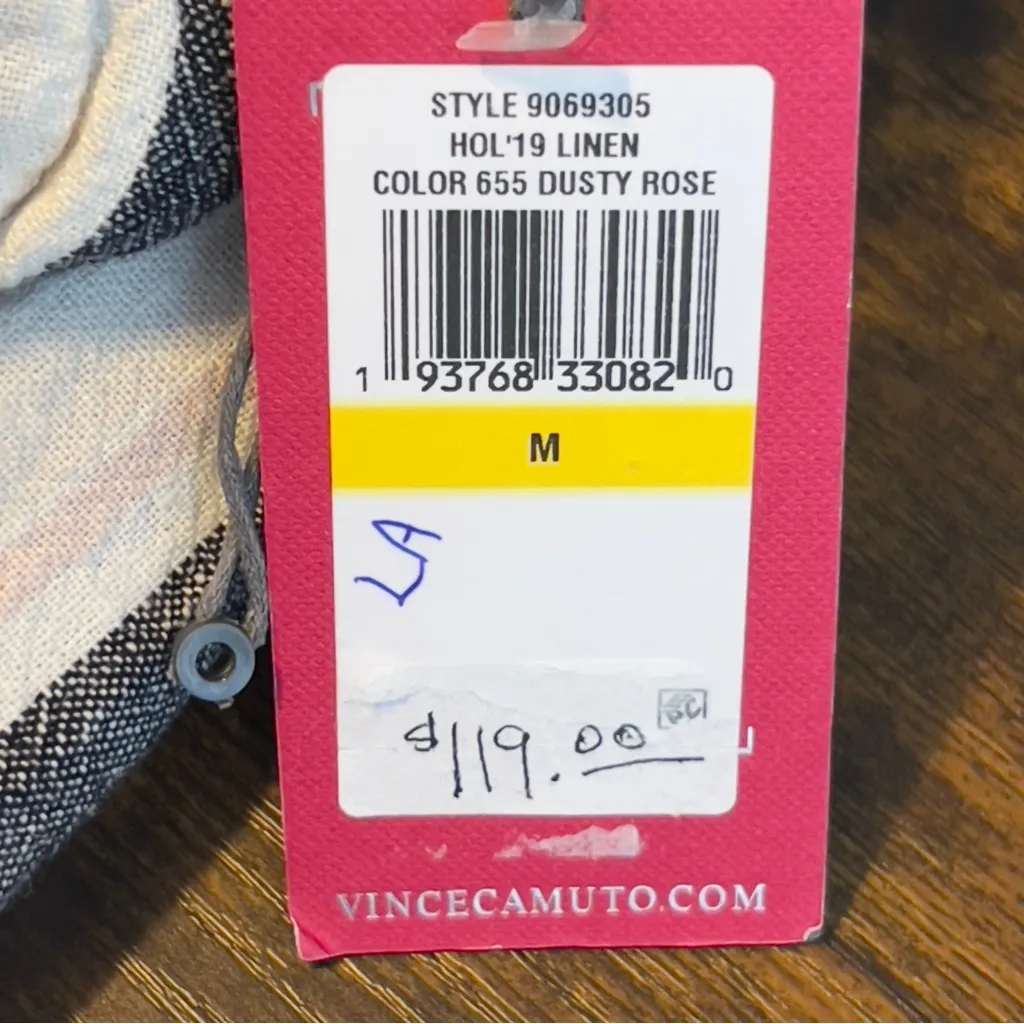 STYLE 9069305
HOL'19 LINEN
COLOR 655 DUSTY ROSE
1 93768 33082 0
M
LA
$119.00
VINCECAMUTO.COM